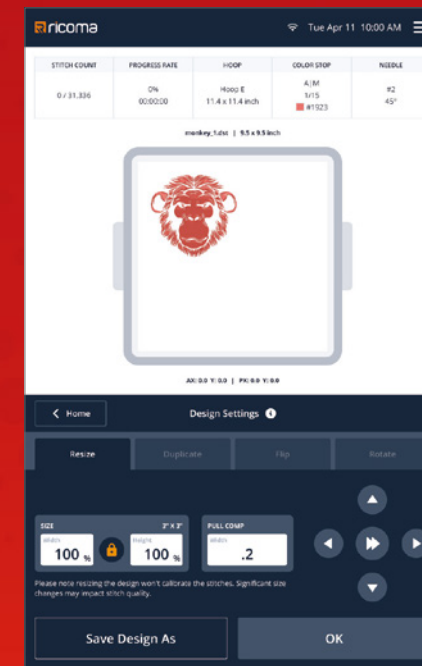 ricoma Tue Apr 11 10:00 AM
STITCH COUNT PROGRESS RATE HOOP COLOR STOP NEEDLE
0 / 31,336 0% 00:00:00 Hoop E 11.4 x 11.4 inch A|M 1/15 #1923 #2 45°
monkey_1.dst | 9.5 x 9.5 inch
AX: 0.0 Y: 0.0 | PX: 0.0 Y: 0.0
Home Design Settings
Resize Duplicate Flip Rotate
SIZE 3" X 3" PULL COMP
Width Height Width
100 % 100 % .2
Please note resizing the design won't calibrate the stitches. Significant size
changes may impact stitch quality.
Save Design As OK